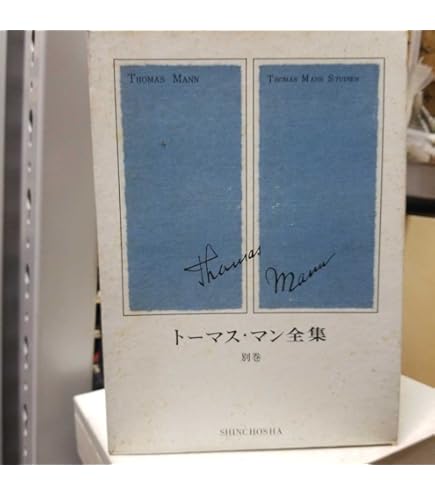 THOMAS MANN
THOMAS MANN STUDIEN
Thomas Mann
トーマス・マン全集
別巻
SHINCHOSHA